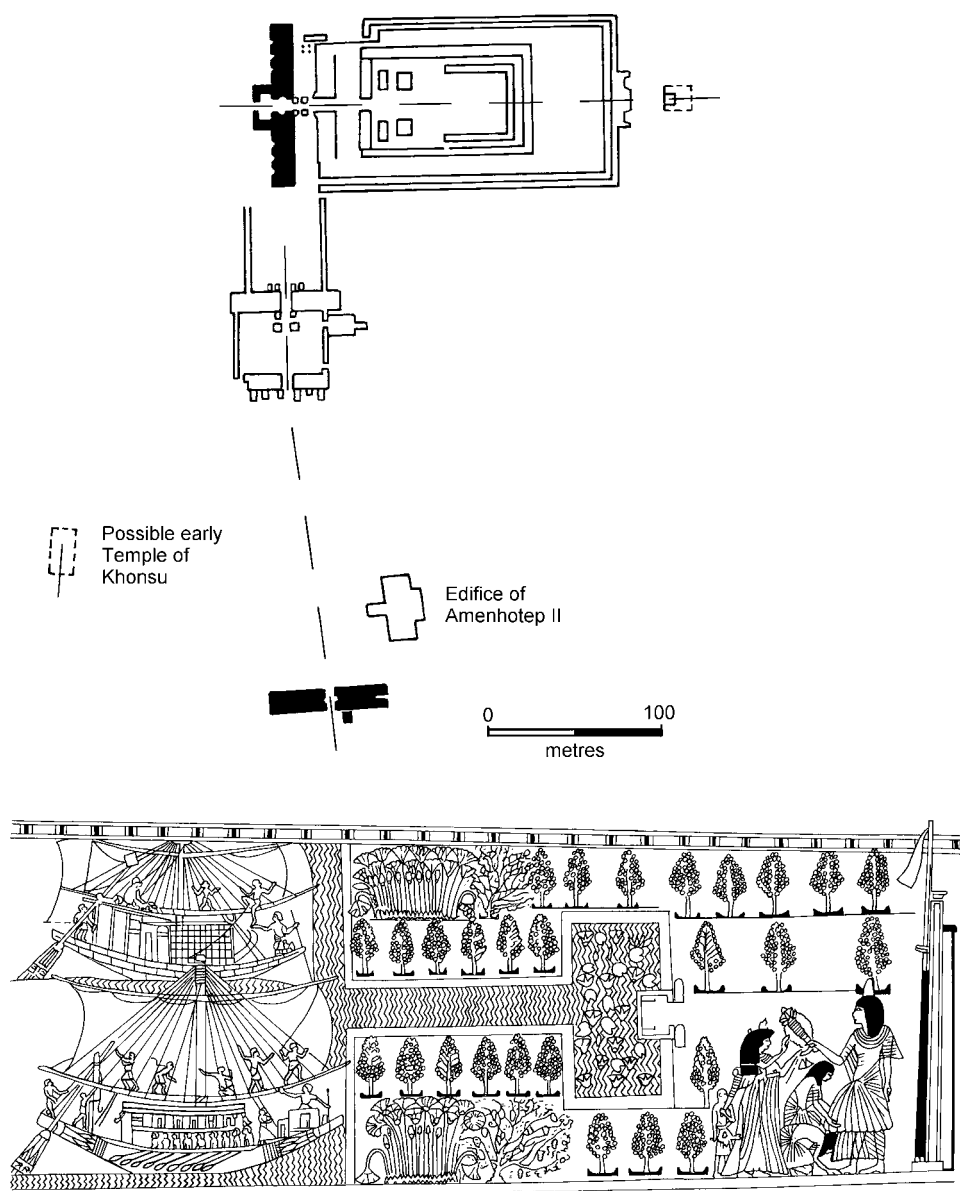 Possible early
Temple of
Khonsu
Edifice of
Amenhotep II
0 100
metres